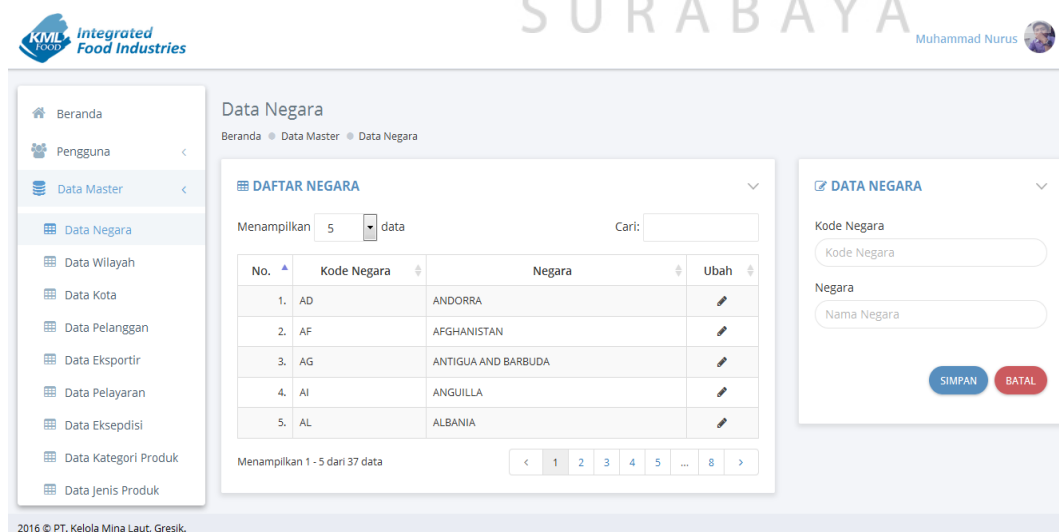 SURABAYA
KML FOOD Integrated Food Industries
Muhammad Nurus
Beranda
Pengguna
Data Master
Data Negara
Data Wilayah
Data Kota
Data Pelanggan
Data Eksportir
Data Pelayaran
Data Eksepdisi
Data Kategori Produk
Data Jenis Produk
Data Negara
Beranda Data Master Data Negara
DAFTAR NEGARA
Menampilkan 5 data Cari:
No. Kode Negara Negara Ubah
1. AD ANDORRA
2. AF AFGHANISTAN
3. AG ANTIGUA AND BARBUDA
4. AI ANGUILLA
5. AL ALBANIA
Menampilkan 1 - 5 dari 37 data < 1 2 3 4 5 ... 8 >
DATA NEGARA
Kode Negara
Kode Negara
Negara
Nama Negara
SIMPAN BATAL
2016 © PT. Kelola Mina Laut, Gresik.